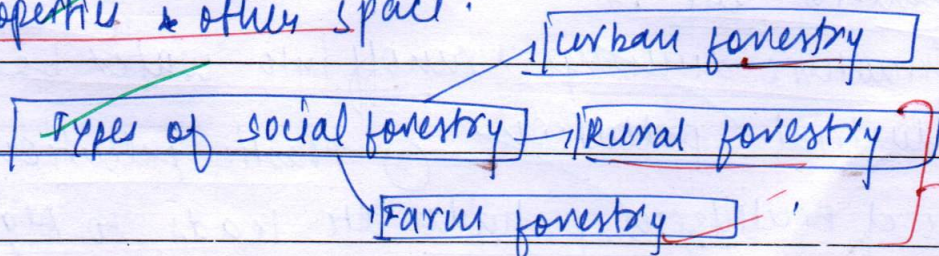 operties & other space.
Urban forestry
Types of social forestry → Rural forestry
Farm forestry